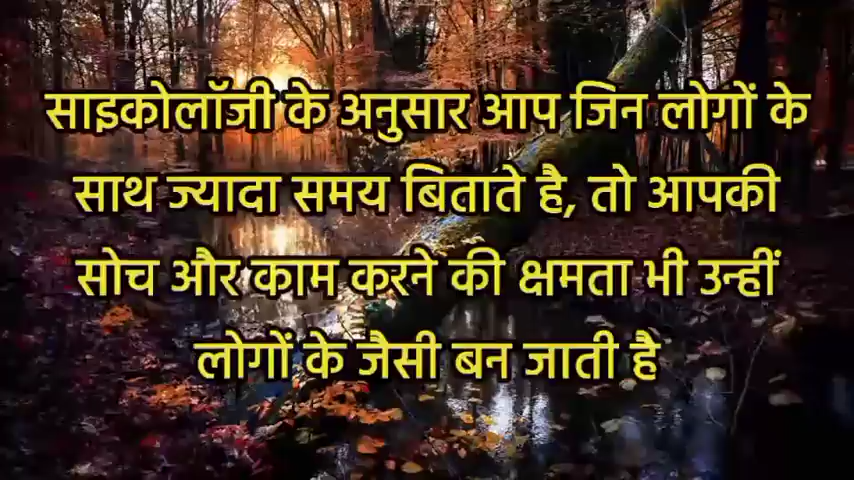 साइकोलॉजी के अनुसार आप जिन लोगों के
साथ ज्यादा समय बिताते है, तो आपकी
सोच और काम करने की क्षमता भी उन्हीं
लोगों के जैसी बन जाती है